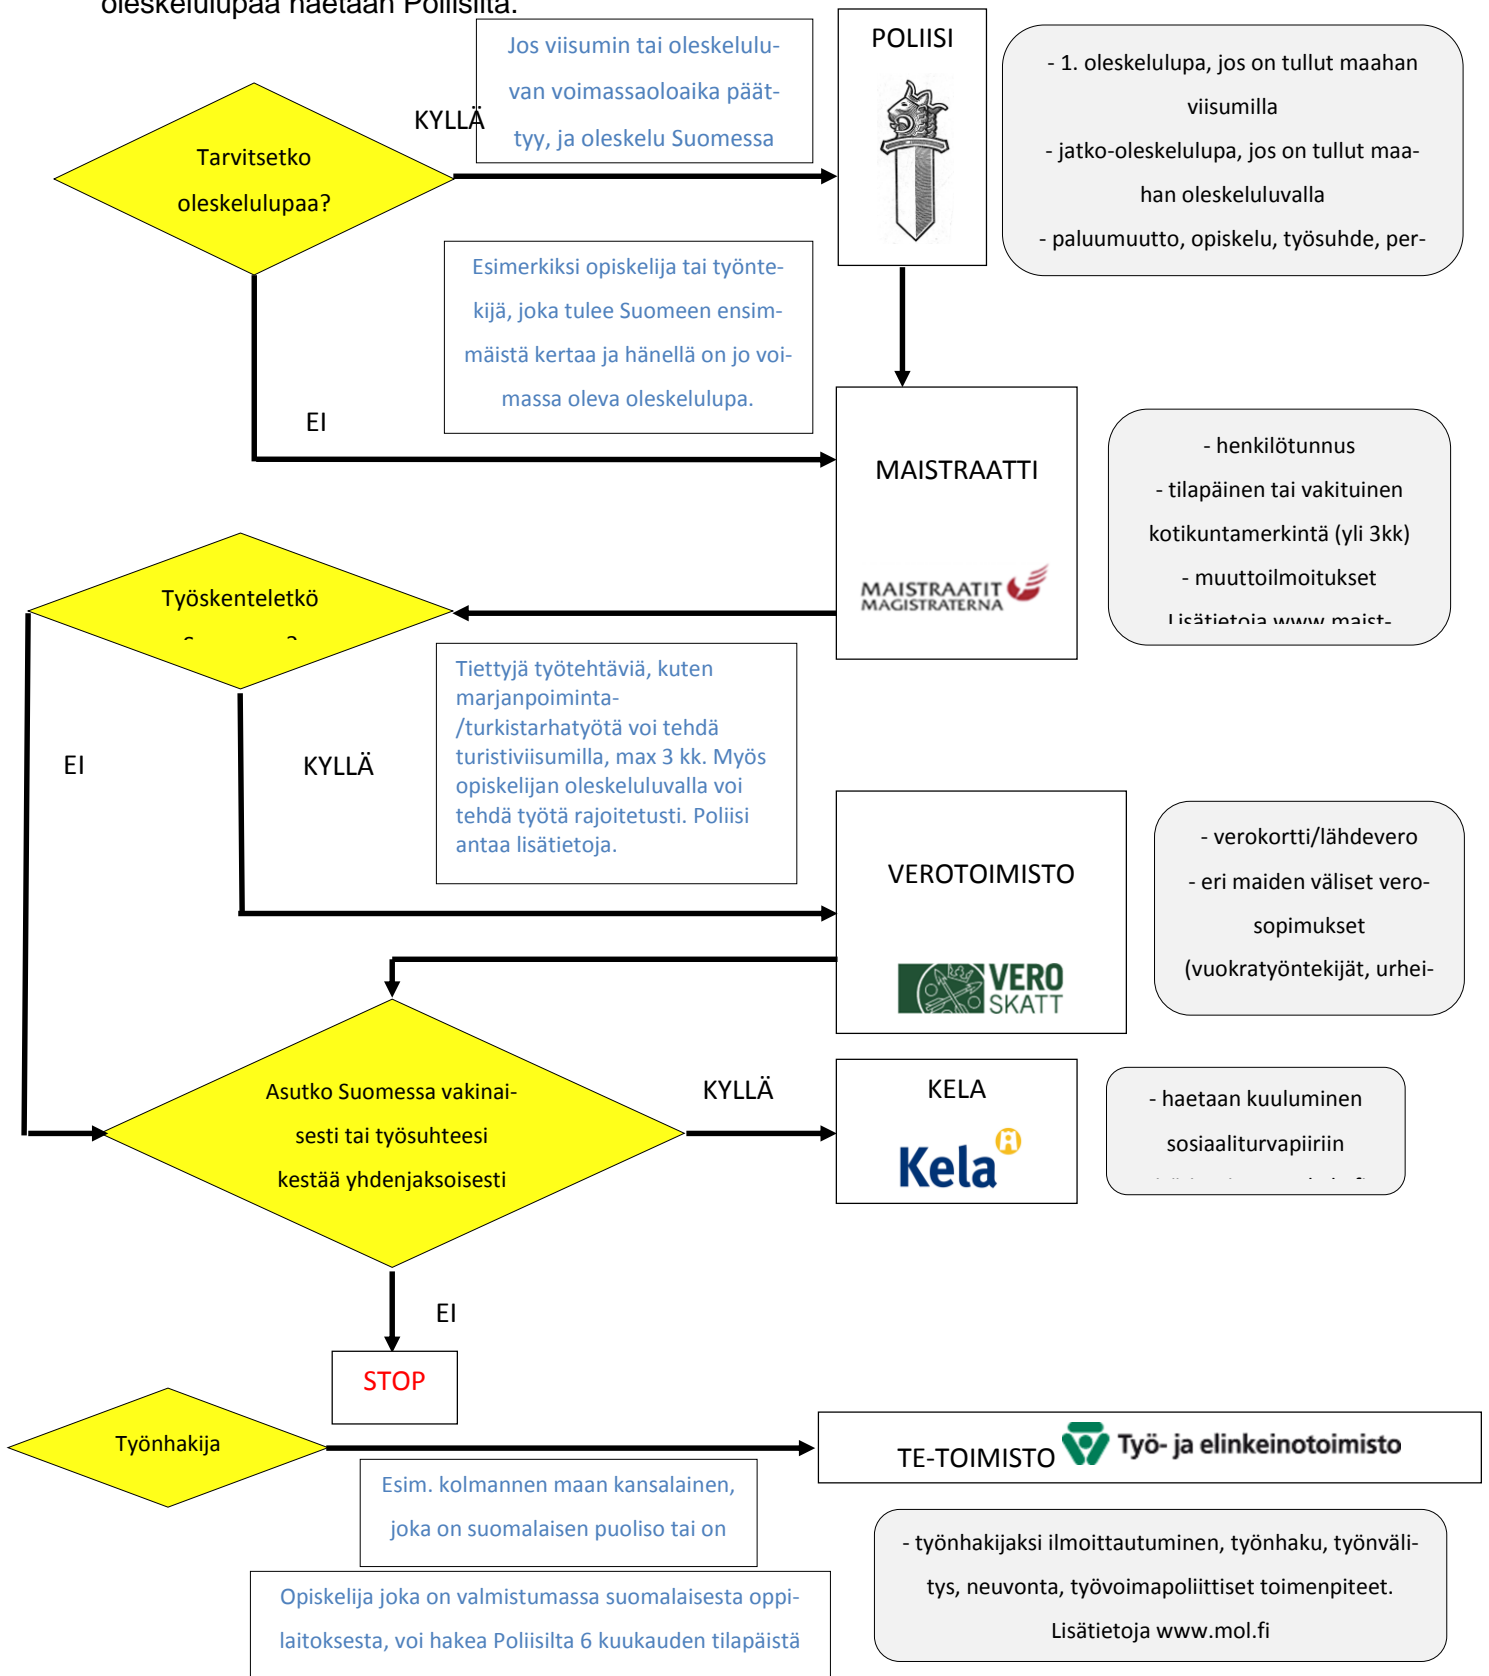 oleskelulupaa haetaan Poliisilta.
Jos viisumin tai oleskelulu-
van voimassaoloaika päät-
tyy, ja oleskelu Suomessa
KYLLÄ
Tarvitsetko
oleskelulupaa?
POLIISI
- 1. oleskelulupa, jos on tullut maahan
viisumilla
- jatko-oleskelulupa, jos on tullut maa-
han oleskeluluvalla
- paluumuutto, opiskelu, työsuhde, per-
Esimerkiksi opiskelija tai työnte-
kijä, joka tulee Suomeen ensim-
mäistä kertaa ja hänellä on jo voi-
massa oleva oleskelulupa.
EI
MAISTRAATTI
MAISTRAATIT
MAGISTRATERNA
- henkilötunnus
- tilapäinen tai vakituinen
kotikuntamerkintä (yli 3kk)
- muuttoilmoitukset
Lisätietoja www.maist-
Työskenteletkö
Tiettyjä työtehtäviä, kuten
marjanpoiminta-
/turkistarhatyötä voi tehdä
turistiviisumilla, max 3 kk. Myös
opiskelijan oleskeluluvalla voi
tehdä työtä rajoitetusti. Poliisi
antaa lisätietoja.
EI
KYLLÄ
VEROTOIMISTO
VERO
SKATT
- verokortti/lähdevero
- eri maiden väliset vero-
sopimukset
(vuokratyöntekijät, urhei-
Asutko Suomessa vakinai-
sesti tai työsuhteesi
kestää yhdenjaksoisesti
KYLLÄ
KELA
Kela
- haetaan kuuluminen
sosiaaliturvapiiriin
EI
STOP
Työnhakija
TE-TOIMISTO
Työ- ja elinkeinotoimisto
Esim. kolmannen maan kansalainen,
joka on suomalaisen puoliso tai on
Opiskelija joka on valmistumassa suomalaisesta oppi-
laitoksesta, voi hakea Poliisilta 6 kuukauden tilapäistä
- työnhakijaksi ilmoittautuminen, työnhaku, työnväli-
tys, neuvonta, työvoimapoliittiset toimenpiteet.
Lisätietoja www.mol.fi